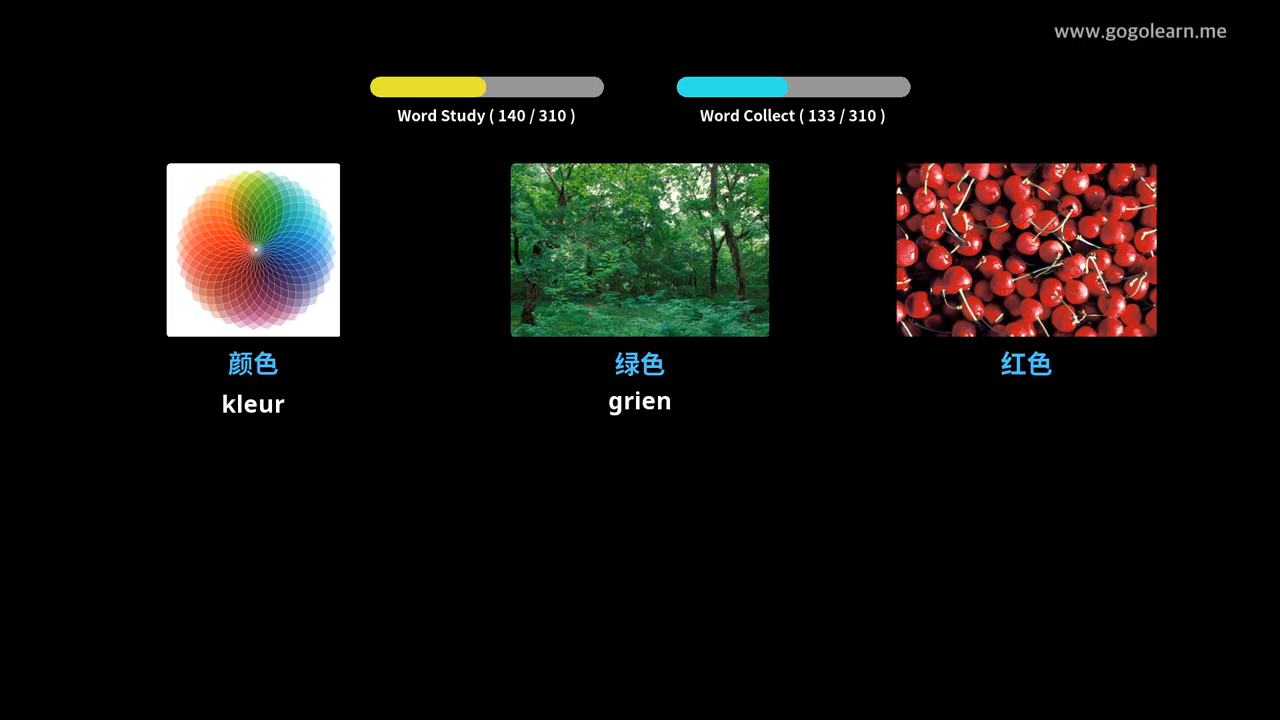 www.gogolearn.me
Word Study ( 140 / 310 )
Word Collect ( 133 / 310 )
颜色
绿色
红色
kleur
grien